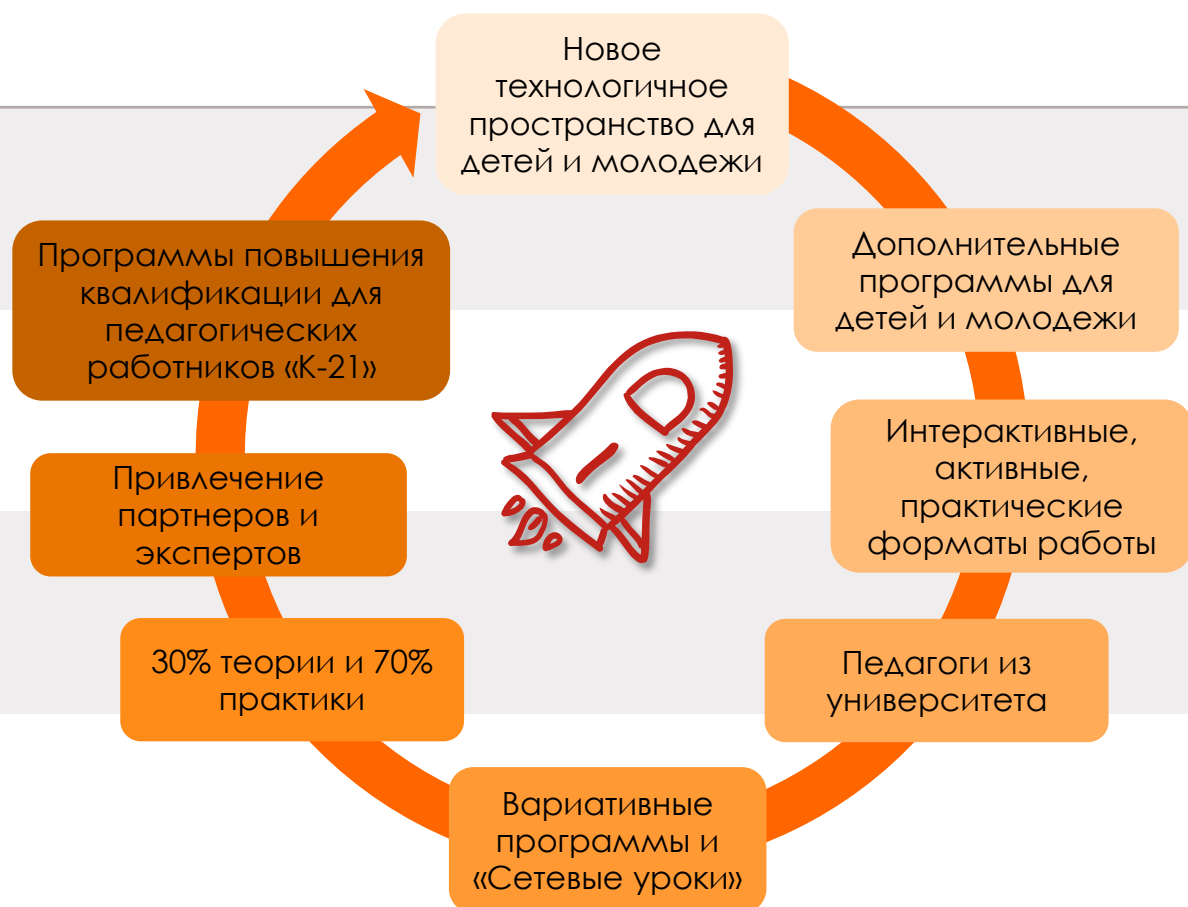 Новое
технологичное
пространство для
детей и молодежи
Дополнительные
программы для
детей и молодежи
Интерактивные,
активные,
практические
форматы работы
Педагоги из
университета
Вариативные
программы и
«Сетевые уроки»
30% теории и 70%
практики
Привлечение
партнеров и
экспертов
Программы повышения
квалификации для
педагогических
работников «К-21»